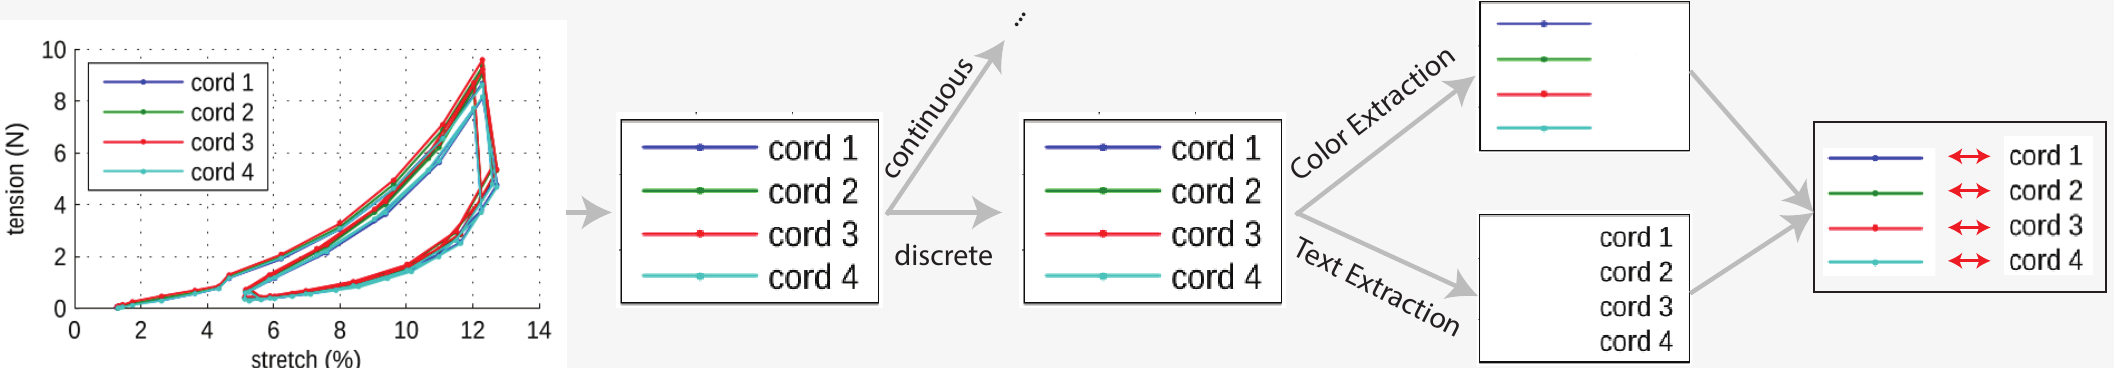 10
8
6
4
2
0
tension (N)
cord 1
cord 2
cord 3
cord 4
0 2 4 6 8 10 12 14
stretch (%)
cord 1
cord 2
cord 3
cord 4
continuous
...
discrete
cord 1
cord 2
cord 3
cord 4
Color Extraction
Text Extraction
cord 1
cord 2
cord 3
cord 4
cord 1
cord 2
cord 3
cord 4